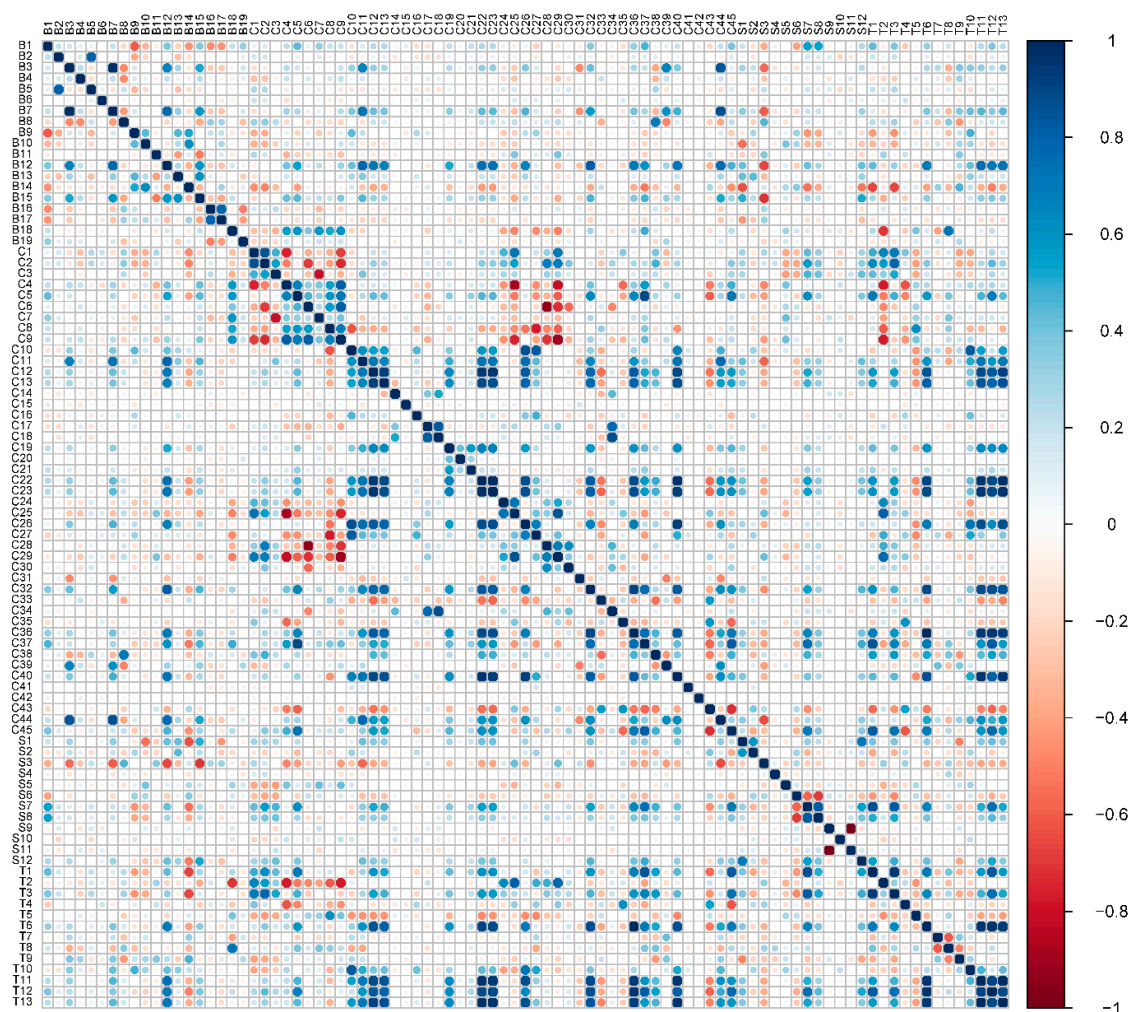 B1 B2 B3 B4 B5 B6 B7 B8 B9 B10 B11 B12 B13 B14 B15 B16 B17 B18 B19 C1 C2 C3 C4 C5 C6 C7 C8 C9 C10 C11 C12 C13 C14 C15 C16 C17 C18 C19 C20 C21 C22 C23 C24 C25 C26 C27 C28 C29 C30 C31 C32 C33 C34 C35 C36 C37 C38 C39 C40 C41 C42 C43 C44 C45 S1 S2 S3 S4 S5 S6 S7 S8 S9 S10 S11 S12 T1 T2 T3 T4 T5 T6 T7 T8 T9 T10 T11 T12 T13
B1
B2
B3
B4
B5
B6
B7
B8
B9
B10
B11
B12
B13
B14
B15
B16
B17
B18
B19
C1
C2
C3
C4
C5
C6
C7
C8
C9
C10
C11
C12
C13
C14
C15
C16
C17
C18
C19
C20
C21
C22
C23
C24
C25
C26
C27
C28
C29
C30
C31
C32
C33
C34
C35
C36
C37
C38
C39
C40
C41
C42
C43
C44
C45
S1
S2
S3
S4
S5
S6
S7
S8
S9
S10
S11
S12
T1
T2
T3
T4
T5
T6
T7
T8
T9
T10
T11
T12
T13
1
0.8
0.6
0.4
0.2
0
−0.2
−0.4
−0.6
−0.8
−1